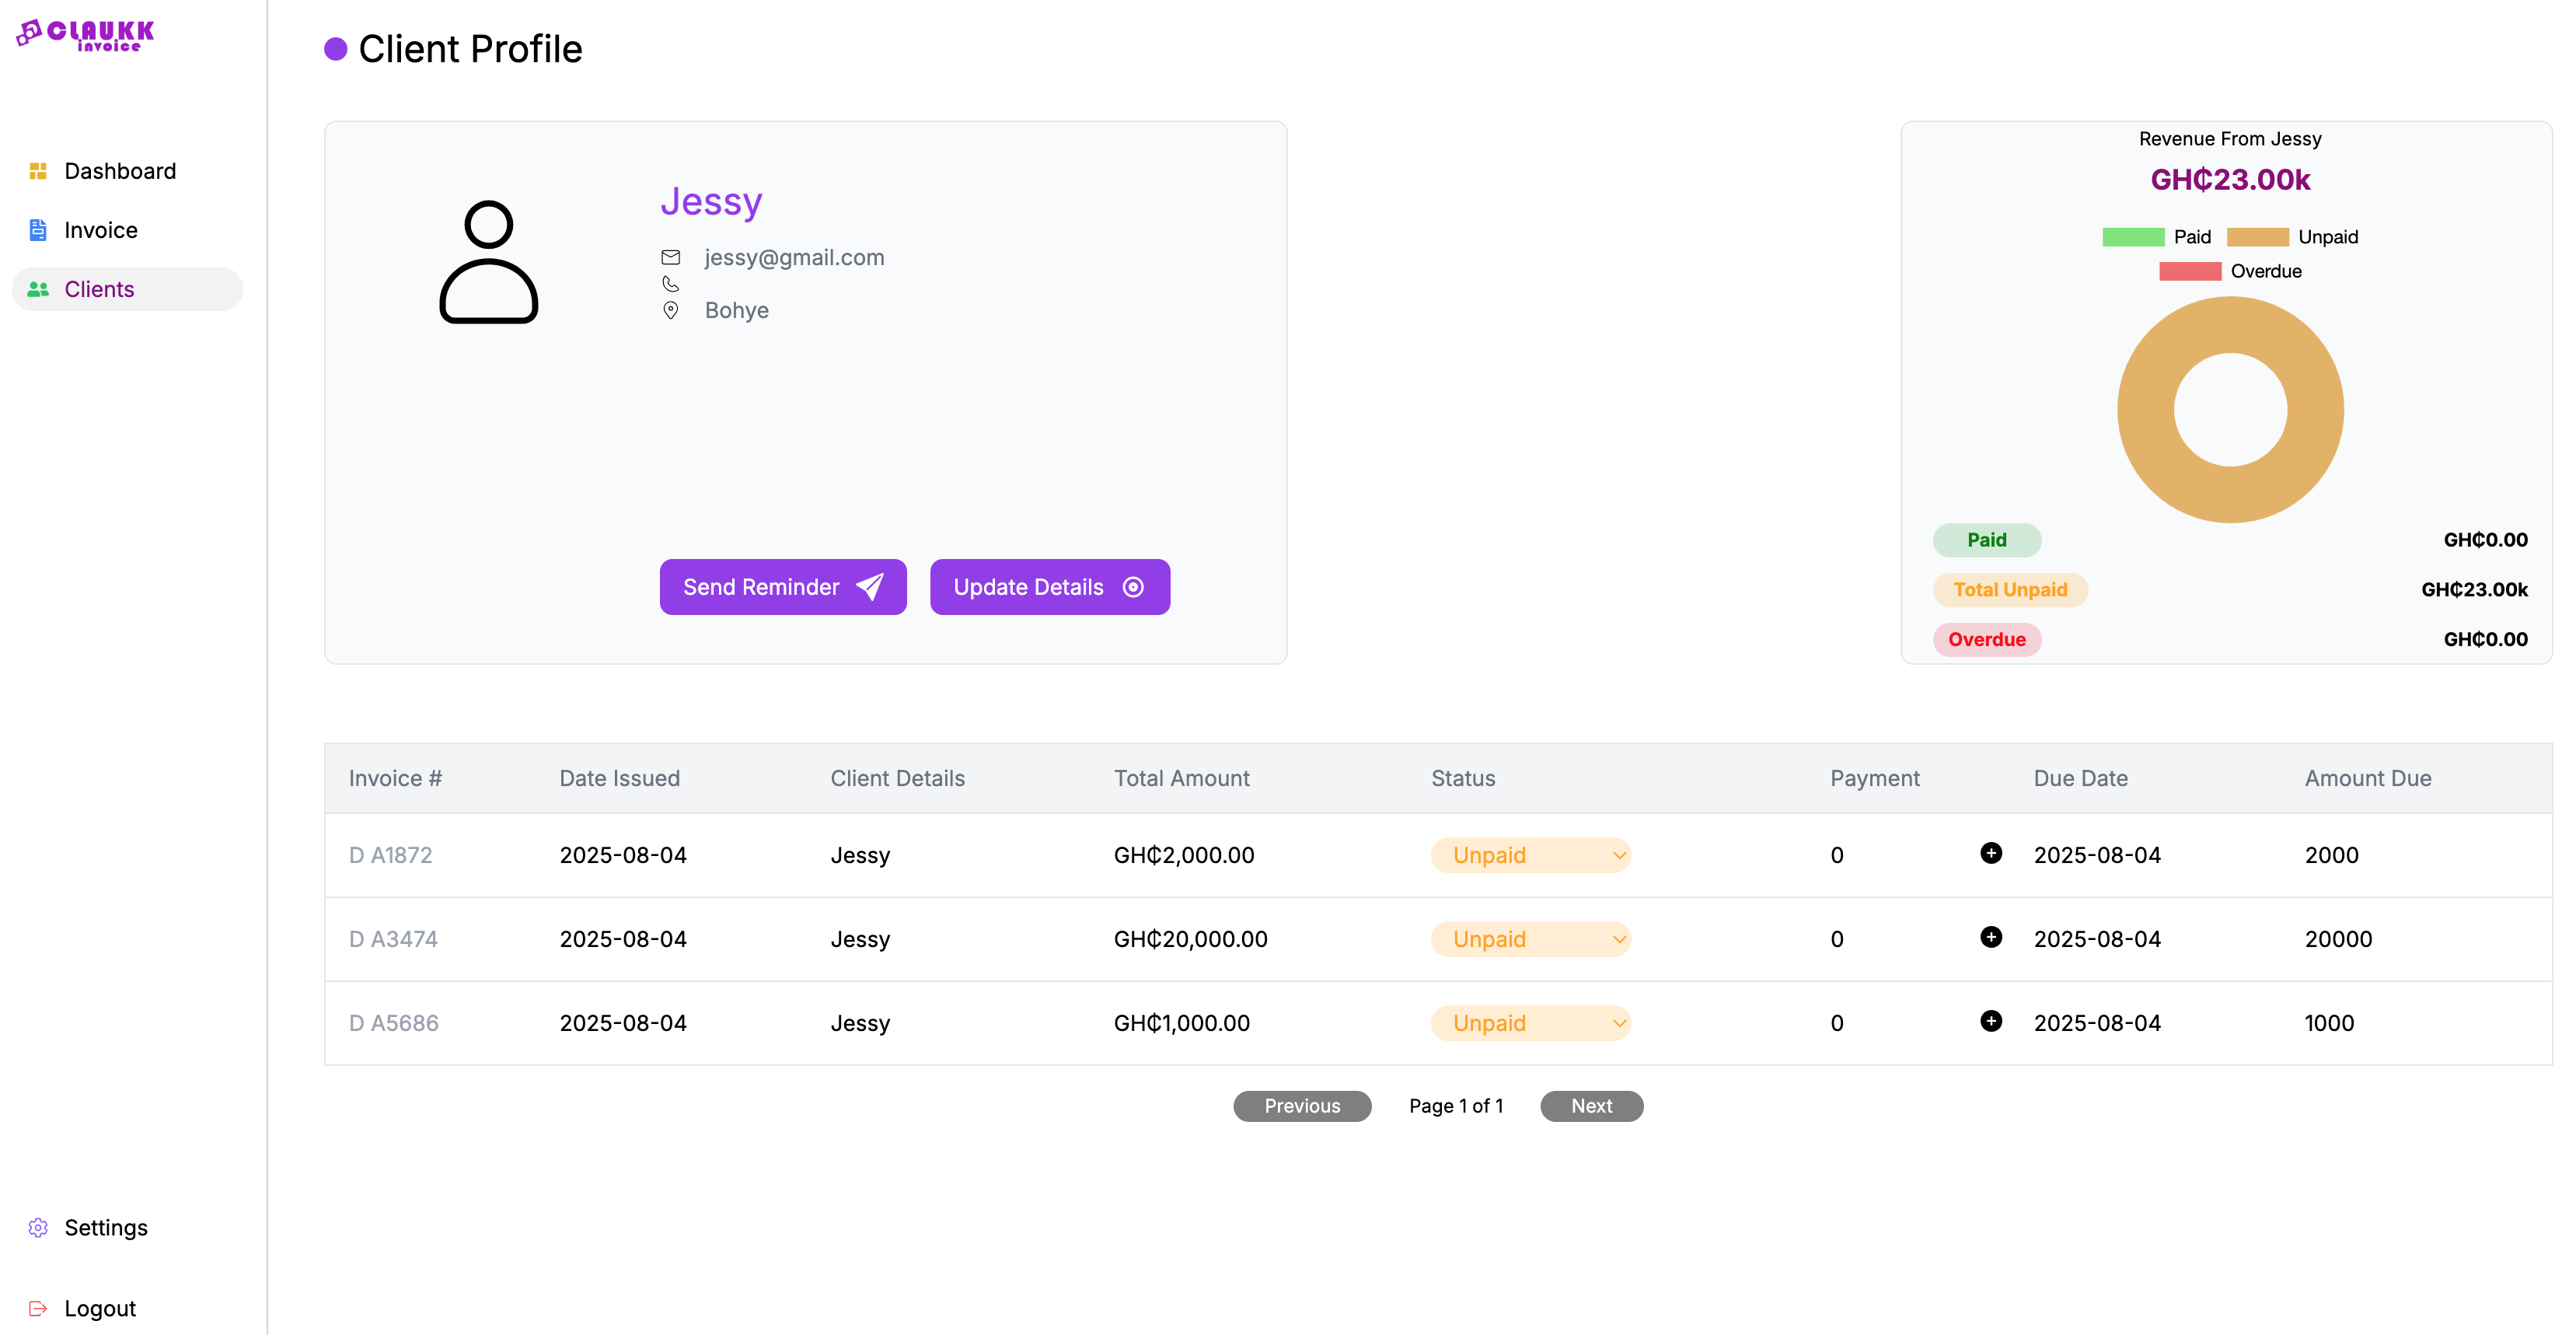 CLAUKK
invoice
Dashboard
Invoice
Clients
Settings
Logout
Client Profile
Jessy
jessy@gmail.com
Bohye
Send Reminder
Update Details
Revenue From Jessy
GH₵23.00k
Paid Unpaid
Overdue
Paid GH₵0.00
Total Unpaid GH₵23.00k
Overdue GH₵0.00
Invoice # Date Issued Client Details Total Amount Status Payment Due Date Amount Due
D A1872 2025-08-04 Jessy GH₵2,000.00 Unpaid 0 2025-08-04 2000
D A3474 2025-08-04 Jessy GH₵20,000.00 Unpaid 0 2025-08-04 20000
D A5686 2025-08-04 Jessy GH₵1,000.00 Unpaid 0 2025-08-04 1000
Previous Page 1 of 1 Next